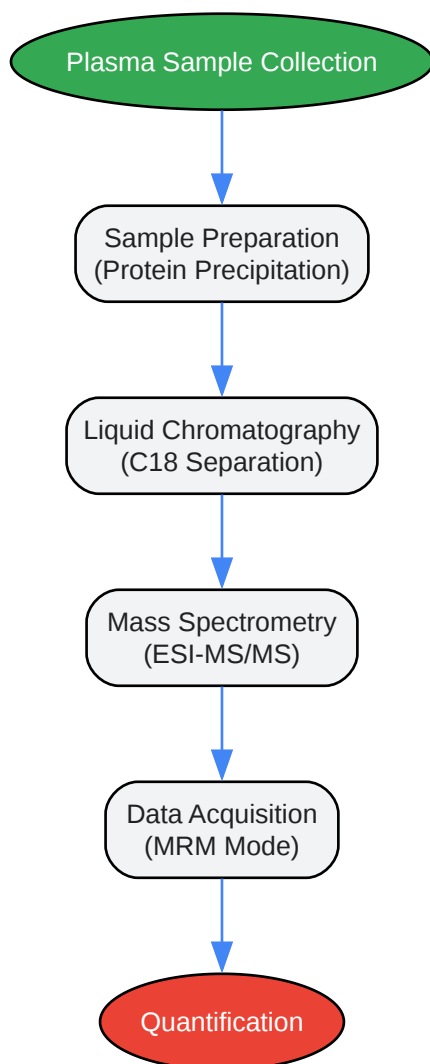 Plasma Sample Collection
Sample Preparation
(Protein Precipitation)
Liquid Chromatography
(C18 Separation)
Mass Spectrometry
(ESI-MS/MS)
Data Acquisition
(MRM Mode)
Quantification